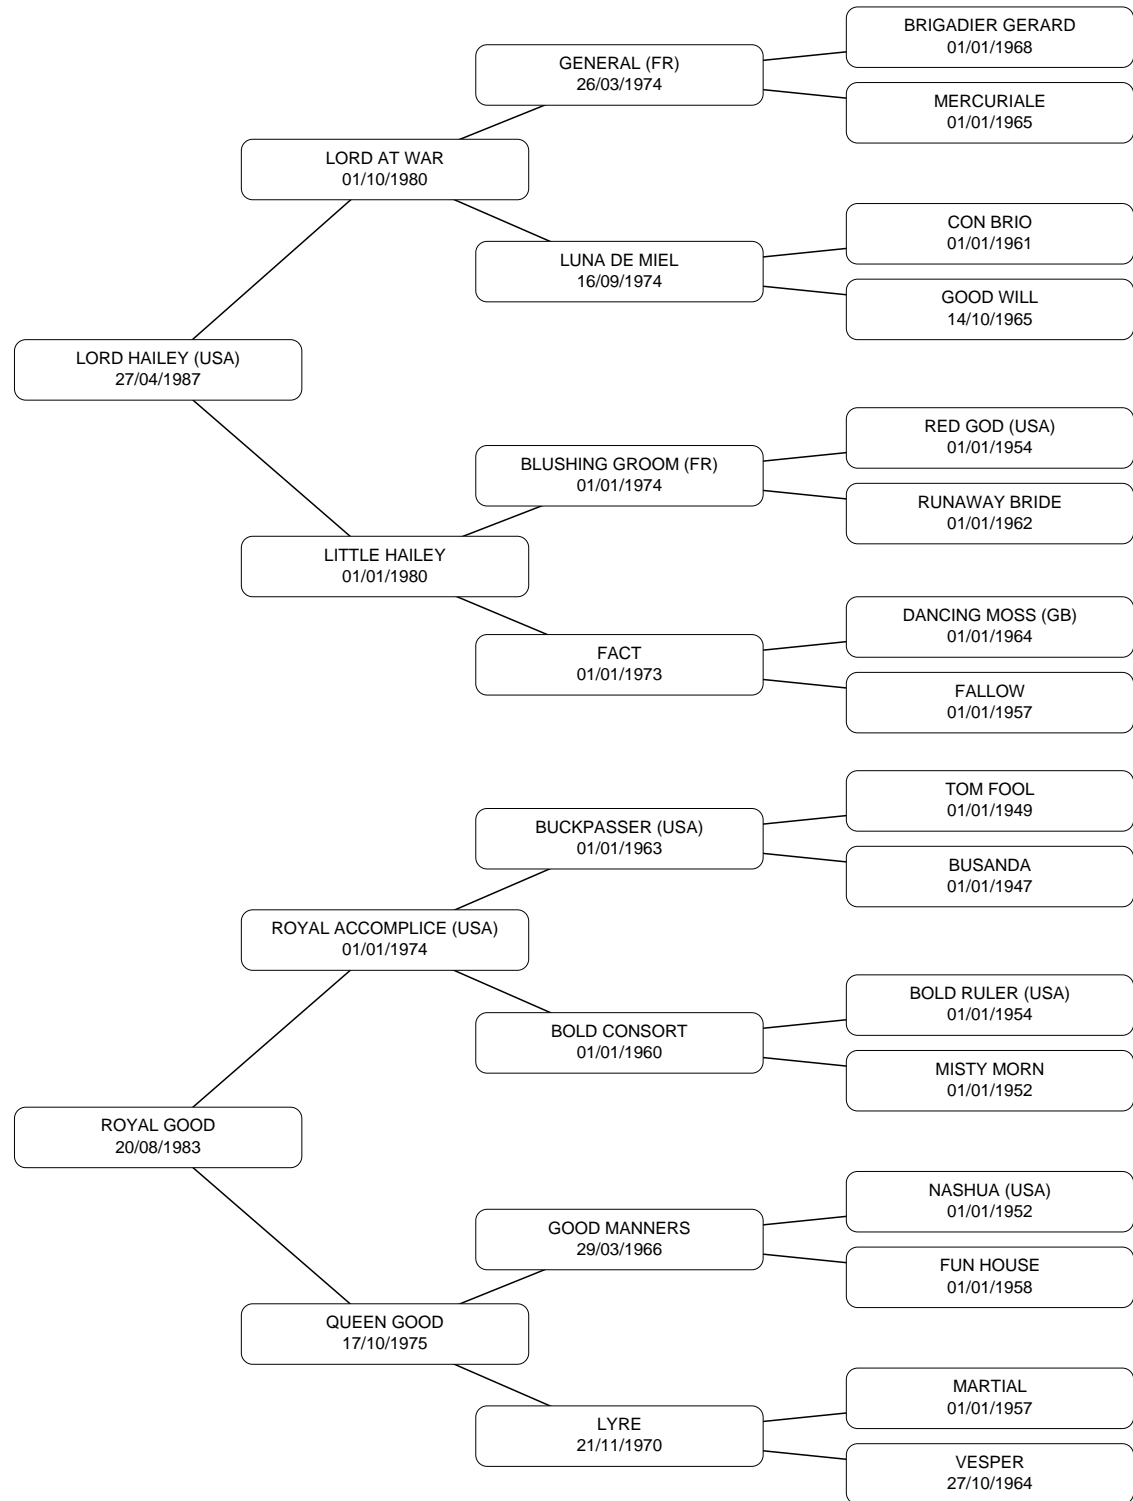 BRIGADIER GERARD
01/01/1968
GENERAL (FR)
26/03/1974
MERCURIALE
01/01/1965
LORD AT WAR
01/10/1980
CON BRIO
01/01/1961
LUNA DE MIEL
16/09/1974
GOOD WILL
14/10/1965
LORD HAILEY (USA)
27/04/1987
RED GOD (USA)
01/01/1954
BLUSHING GROOM (FR)
01/01/1974
RUNAWAY BRIDE
01/01/1962
LITTLE HAILEY
01/01/1980
DANCING MOSS (GB)
01/01/1964
FACT
01/01/1973
FALLOW
01/01/1957
TOM FOOL
01/01/1949
BUCKPASSER (USA)
01/01/1963
BUSANDA
01/01/1947
ROYAL ACCOMPLICE (USA)
01/01/1974
BOLD RULER (USA)
01/01/1954
BOLD CONSORT
01/01/1960
MISTY MORN
01/01/1952
ROYAL GOOD
20/08/1983
NASHUA (USA)
01/01/1952
GOOD MANNERS
29/03/1966
FUN HOUSE
01/01/1958
QUEEN GOOD
17/10/1975
MARTIAL
01/01/1957
LYRE
21/11/1970
VESPER
27/10/1964